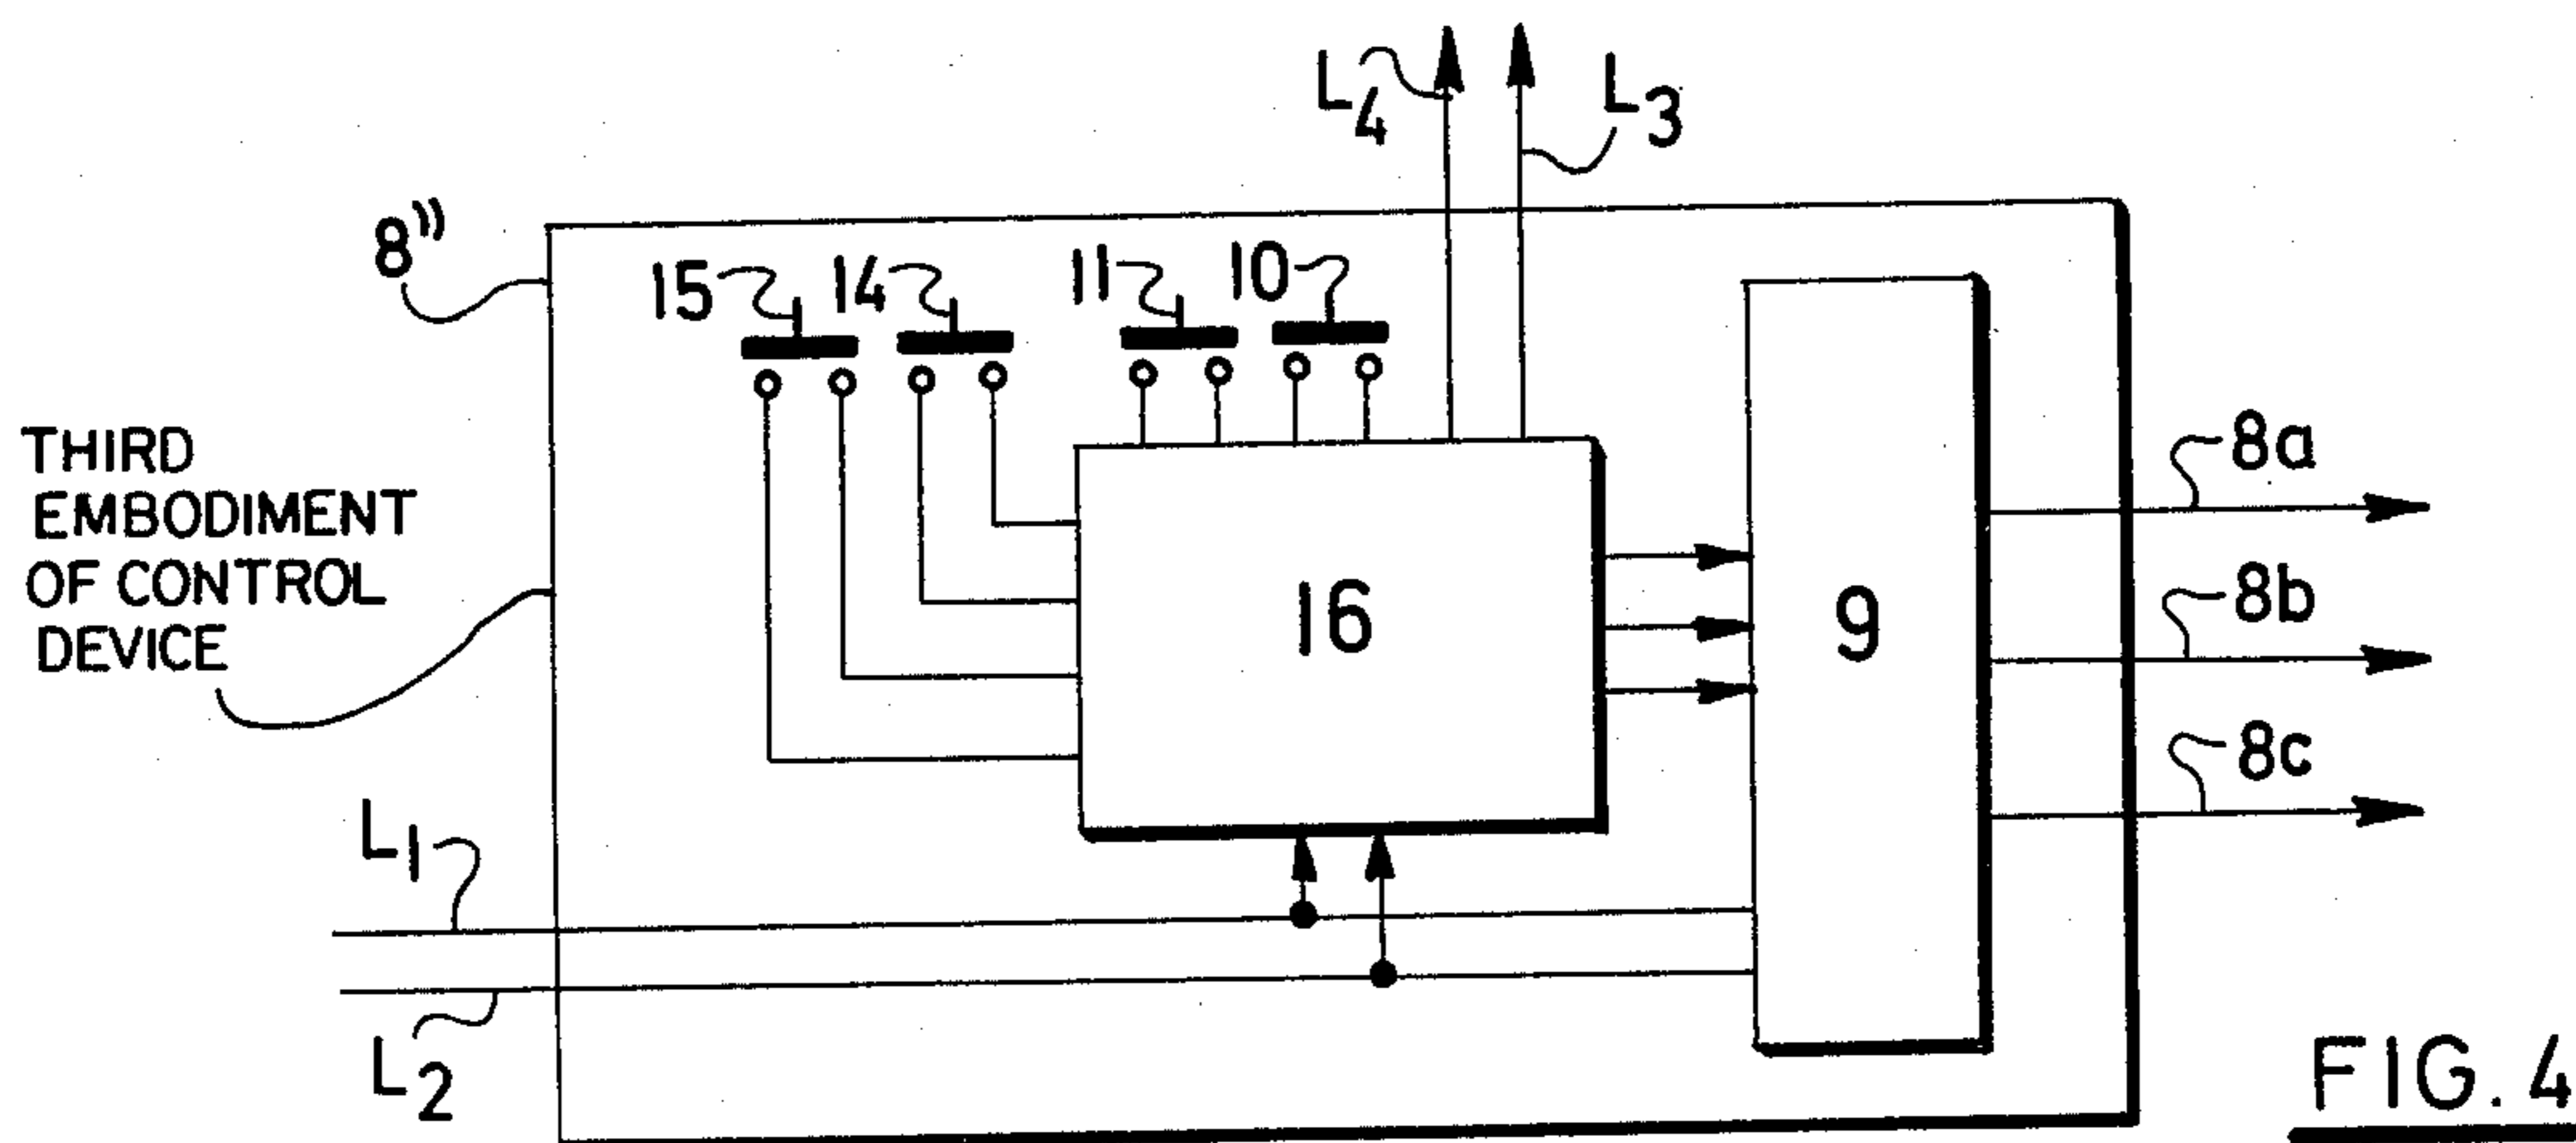 L4
L3
8''
15
14
11
10
THIRD
EMBODIMENT
OF CONTROL
DEVICE
16
9
8a
8b
8c
L1
L2
FIG. 4